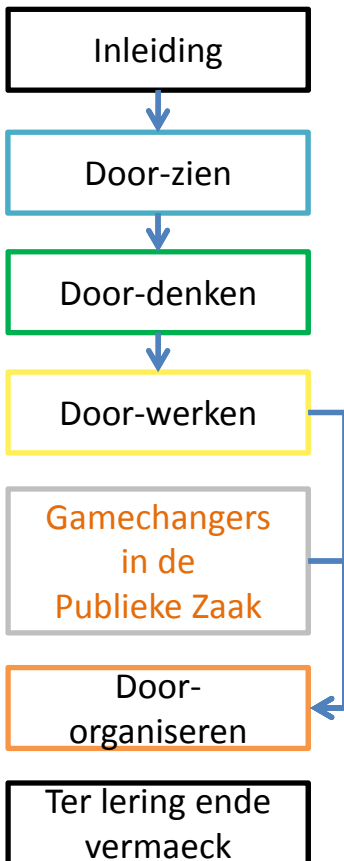 Inleiding
Door-zien
Door-denken
Door-werken
Gamechangers
in de
Publieke Zaak
Door-
organiseren
Ter lering ende
vermaeck